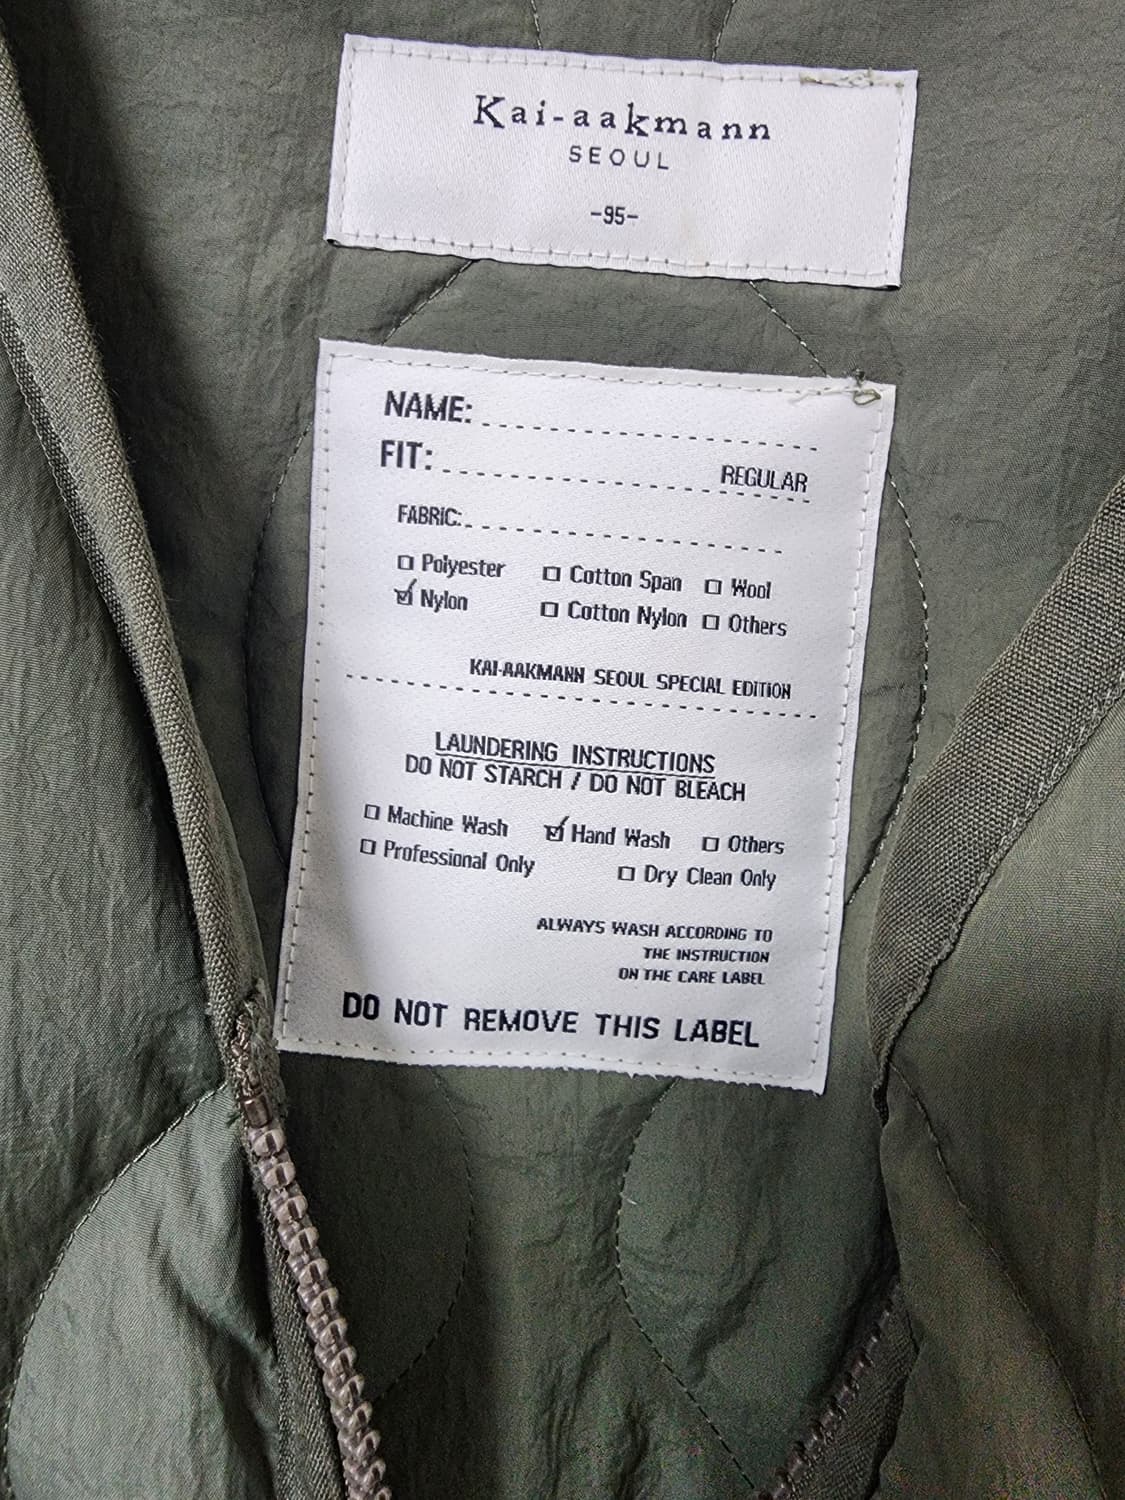 Kai-aakmann
SEOUL
-95-
NAME:
FIT: REGULAR
FABRIC:
Polyester Cotton Span Wool
Nylon Cotton Nylon Others
KAI-AAKMANN SEOUL SPECIAL EDITION
LAUNDERING INSTRUCTIONS
DO NOT STARCH / DO NOT BLEACH
Machine Wash Hand Wash Others
Professional Only Dry Clean Only
ALWAYS WASH ACCORDING TO
THE INSTRUCTION
ON THE CARE LABEL
DO NOT REMOVE THIS LABEL